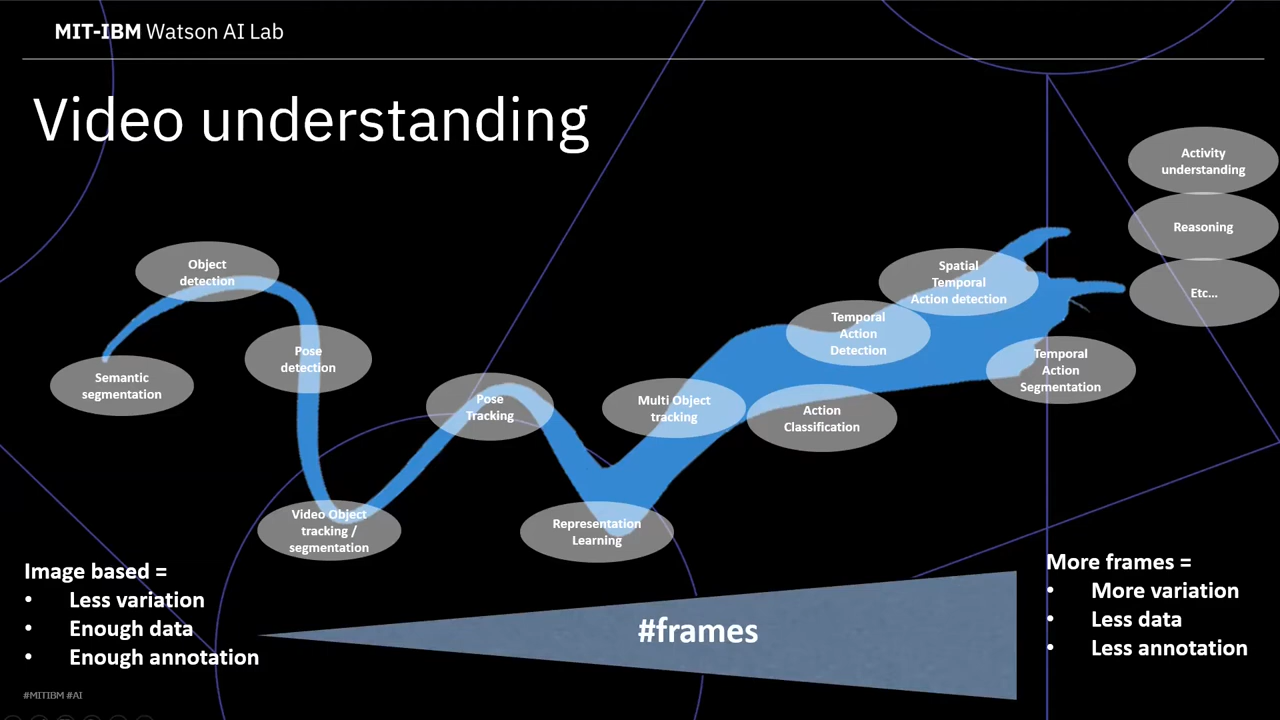 MIT-IBM Watson AI Lab
Video understanding
Activity
understanding
Reasoning
Etc...
Object
detection
Semantic
segmentation
Pose
detection
Video Object
tracking /
segmentation
Pose
Tracking
Representation
Learning
Multi Object
tracking
Action
Classification
Temporal
Action
Detection
Spatial
Temporal
Action detection
Temporal
Action
Segmentation
Image based =
• Less variation
• Enough data
• Enough annotation
#frames
More frames =
• More variation
• Less data
• Less annotation
#MITIBM #AI